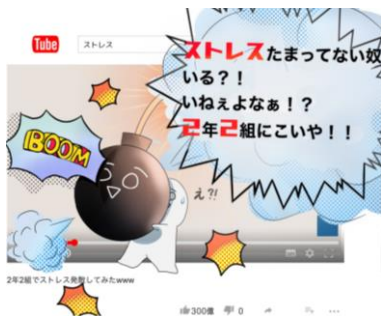 Tube
ストレス
ストレスたまってない奴
いる?!
いねぇよなぁ!?
2年2組にこいや!!
BOOM
え?!
2年2組でストレス発散してみたwww
300億
0